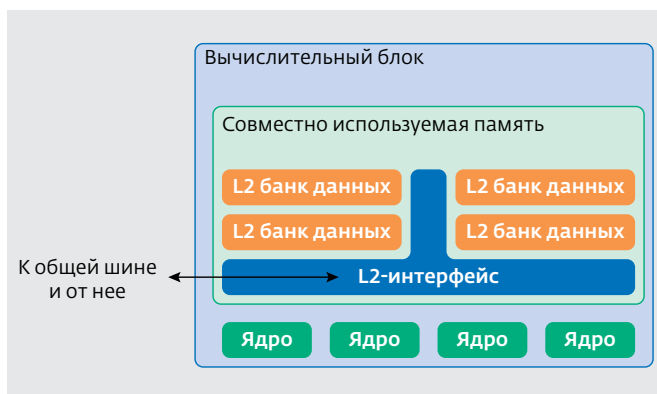 Вычислительный блок
Совместно используемая память
L2 банк данных
L2 банк данных
L2 банк данных
L2 банк данных
К общей шине
и от нее
L2-интерфейс
Ядро
Ядро
Ядро
Ядро